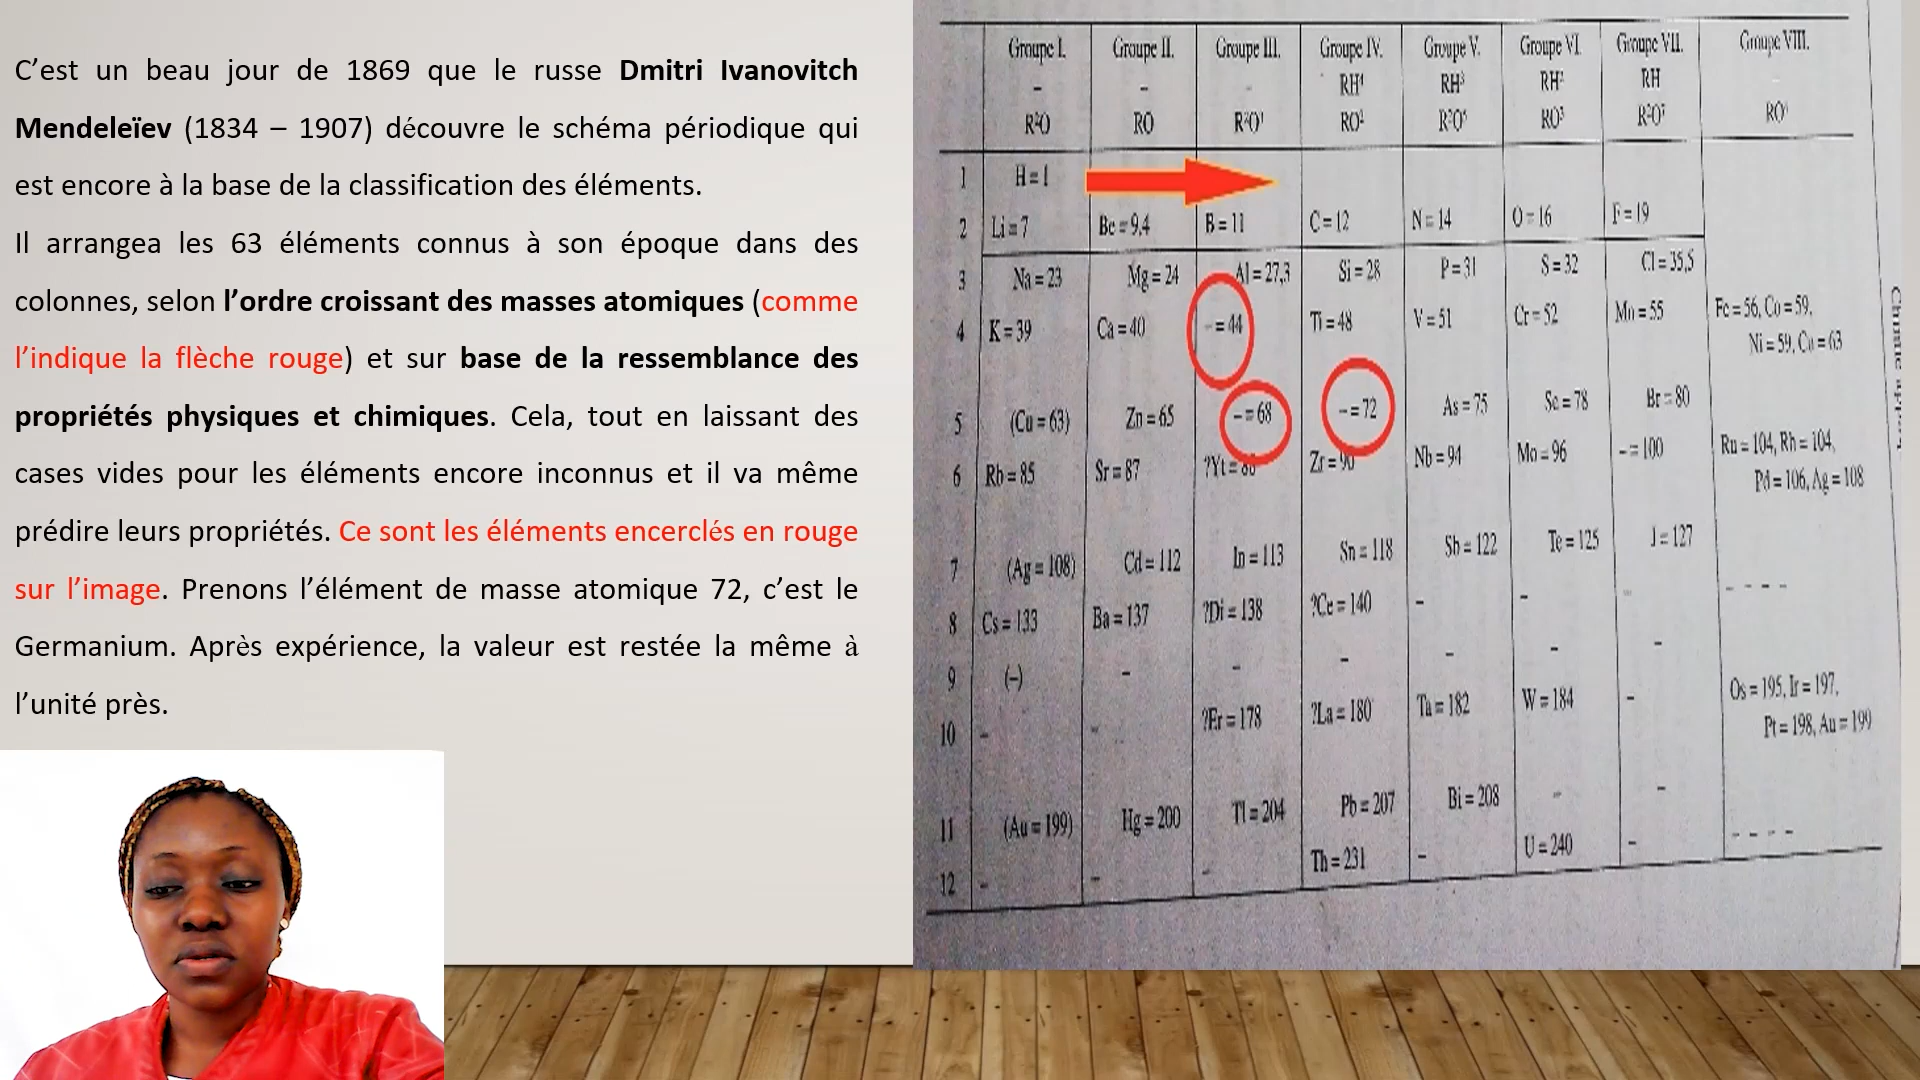 C’est un beau jour de 1869 que le russe Dmitri Ivanovitch
Mendeleïev (1834 – 1907) découvre le schéma périodique qui
est encore à la base de la classification des éléments.
Il arrangea les 63 éléments connus à son époque dans des
colonnes, selon l’ordre croissant des masses atomiques (comme
l’indique la flèche rouge) et sur base de la ressemblance des
propriétés physiques et chimiques. Cela, tout en laissant des
cases vides pour les éléments encore inconnus et il va même
prédire leurs propriétés. Ce sont les éléments encerclés en rouge
sur l’image. Prenons l’élément de masse atomique 72, c’est le
Germanium. Après expérience, la valeur est restée la même à
l’unité près.
Groupe I. Groupe II. Groupe III. Groupe IV. Groupe V. Groupe VI. Groupe VII. Groupe VIII.
– – – RH⁴ RH³ RH² RH –
R²O RO R²O³ RO² R²O⁵ RO³ R²O⁷ RO⁴
1 H = 1
2 Li = 7 Be = 9,4 B = 11 C = 12 N = 14 O = 16 F = 19
3 Na = 23 Mg = 24 Al = 27,3 Si = 28 P = 31 S = 32 Cl = 35,5
4 K = 39 Ca = 40 – = 44 Ti = 48 V = 51 Cr = 52 Mn = 55 Fe = 56, Co = 59,
Ni = 59, Cu = 63
5 (Cu = 63) Zn = 65 – = 68 – = 72 As = 75 Se = 78 Br = 80
6 Rb = 85 Sr = 87 ?Yt = 88 Zr = 90 Nb = 94 Mo = 96 – = 100 Ru = 104, Rh = 104,
Pd = 106, Ag = 108
7 (Ag = 108) Cd = 112 In = 113 Sn = 118 Sb = 122 Te = 125 J = 127
8 Cs = 133 Ba = 137 ?Di = 138 ?Ce = 140 – – – – – – –
9 (–) – – – – – –
10 – – ?Er = 178 ?La = 180 Ta = 182 W = 184 – Os = 195, Ir = 197,
Pt = 198, Au = 199
11 (Au = 199) Hg = 200 Tl = 204 Pb = 207 Bi = 208 – –
12 – – – Th = 231 – U = 240 – – – – –